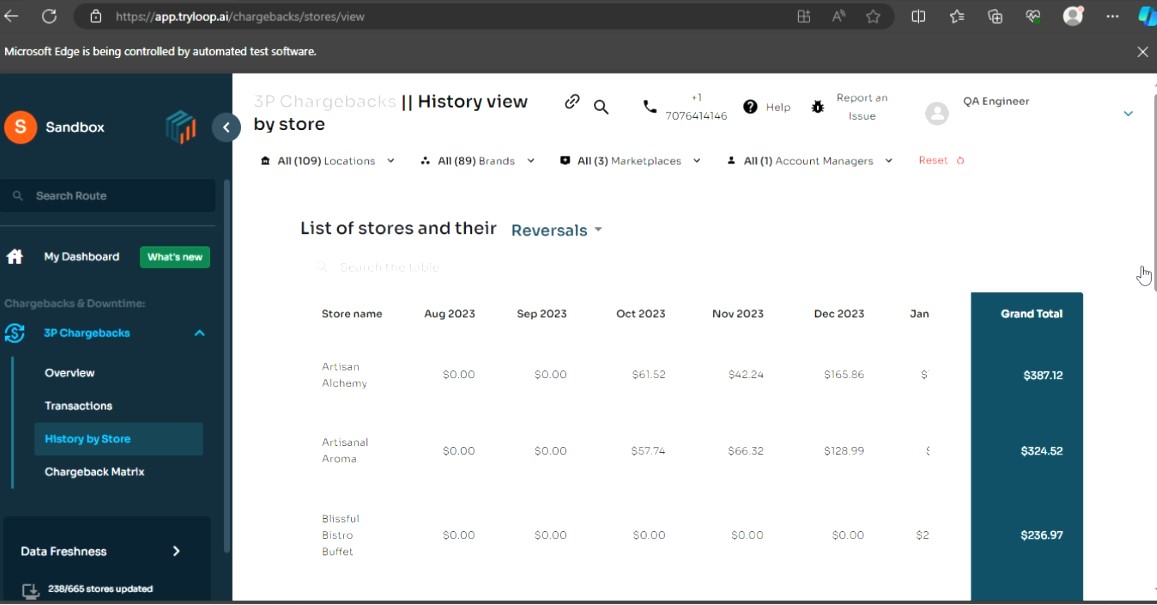 https://app.tryloop.ai/chargebacks/stores/view
Microsoft Edge is being controlled by automated test software.
S
Sandbox
Search Route
My Dashboard
What's new
Chargebacks & Downtime:
3P Chargebacks
Overview
Transactions
History by Store
Chargeback Matrix
Data Freshness
238/665 stores updated
3P Chargebacks || History view
by store
+1
7076414146
Help
Report an
Issue
QA Engineer
All (109) Locations
All (89) Brands
All (3) Marketplaces
All (1) Account Managers
Reset
List of stores and their Reversals
Search the table
Store name Aug 2023 Sep 2023 Oct 2023 Nov 2023 Dec 2023 Jan Grand Total
Artisan
Alchemy
$0.00 $0.00 $61.52 $42.24 $165.86 $ $387.12
Artisanal
Aroma
$0.00 $0.00 $57.74 $66.32 $128.99 $324.52
Blissful
Bistro
Buffet
$0.00 $0.00 $0.00 $0.00 $0.00 $2 $236.97